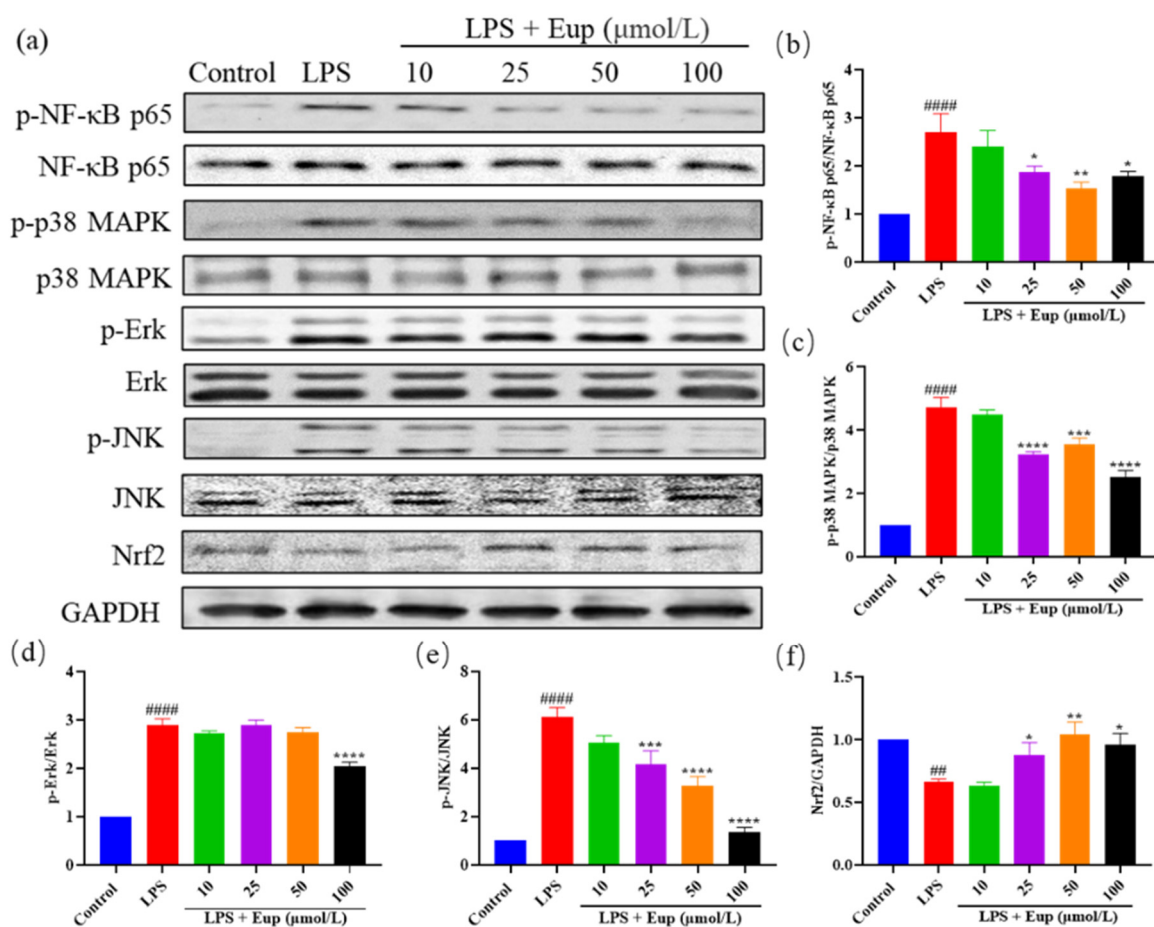 (a)
LPS + Eup (μmol/L)
Control LPS 10 25 50 100
p-NF-κB p65
NF-κB p65
p-p38 MAPK
p38 MAPK
p-Erk
Erk
p-JNK
JNK
Nrf2
GAPDH
(b)
p-NF-κB p65/NF-κB p65
4
3
2
1
0
####
*
**
*
Control LPS 10 25 50 100
LPS + Eup (μmol/L)
(c)
p-p38 MAPK/p38 MAPK
6
4
2
0
####
****
***
****
Control LPS 10 25 50 100
LPS + Eup (μmol/L)
(d)
p-Erk/Erk
4
3
2
1
0
####
****
Control LPS 10 25 50 100
LPS + Eup (μmol/L)
(e)
p-JNK/JNK
8
6
4
2
0
####
***
****
****
Control LPS 10 25 50 100
LPS + Eup (μmol/L)
(f)
Nrf2/GAPDH
1.5
1.0
0.5
0.0
##
*
**
*
Control LPS 10 25 50 100
LPS + Eup (μmol/L)